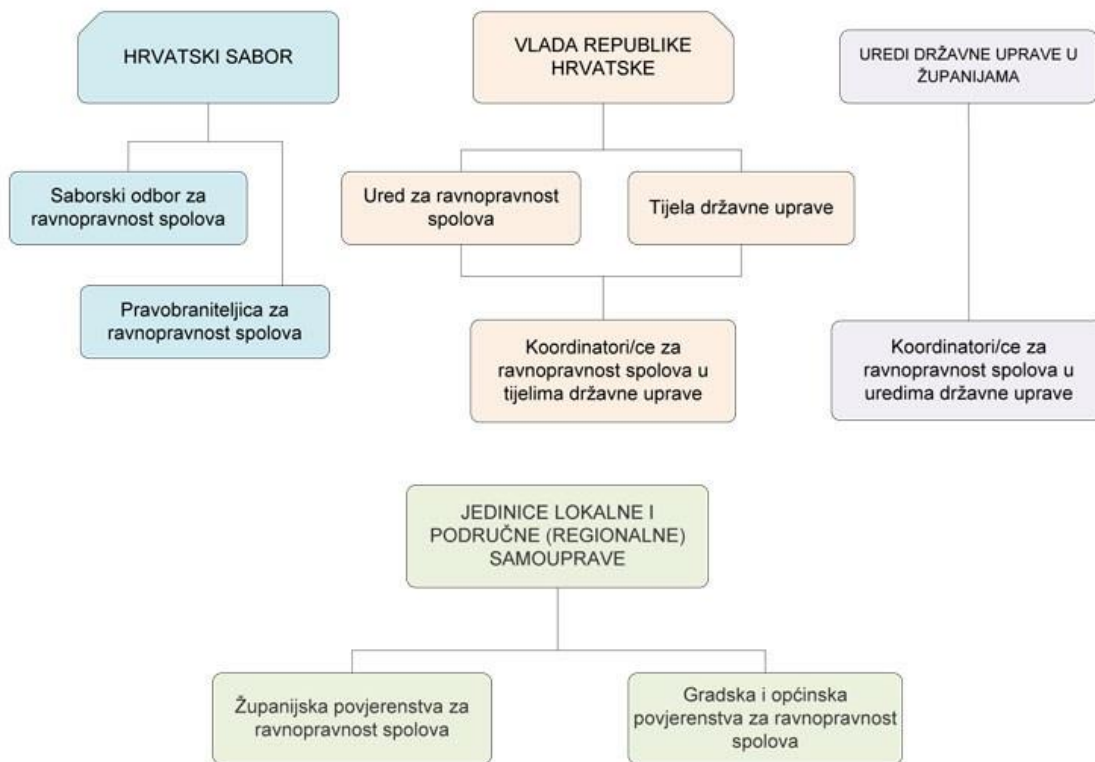 HRVATSKI SABOR
VLADA REPUBLIKE
HRVATSKE
UREDI DRŽAVNE UPRAVE U
ŽUPANIJAMA
Saborski odbor za
ravnopravnost spolova
Ured za ravnopravnost
spolova
Tijela državne uprave
Pravobraniteljica za
ravnopravnost spolova
Koordinatori/ce za
ravnopravnost spolova u
tijelima državne uprave
Koordinatori/ce za
ravnopravnost spolova u
uredima državne uprave
JEDINICE LOKALNE I
PODRUČNE (REGIONALNE)
SAMOUPRAVE
Županijska povjerenstva za
ravnopravnost spolova
Gradska i općinska
povjerenstva za ravnopravnost
spolova